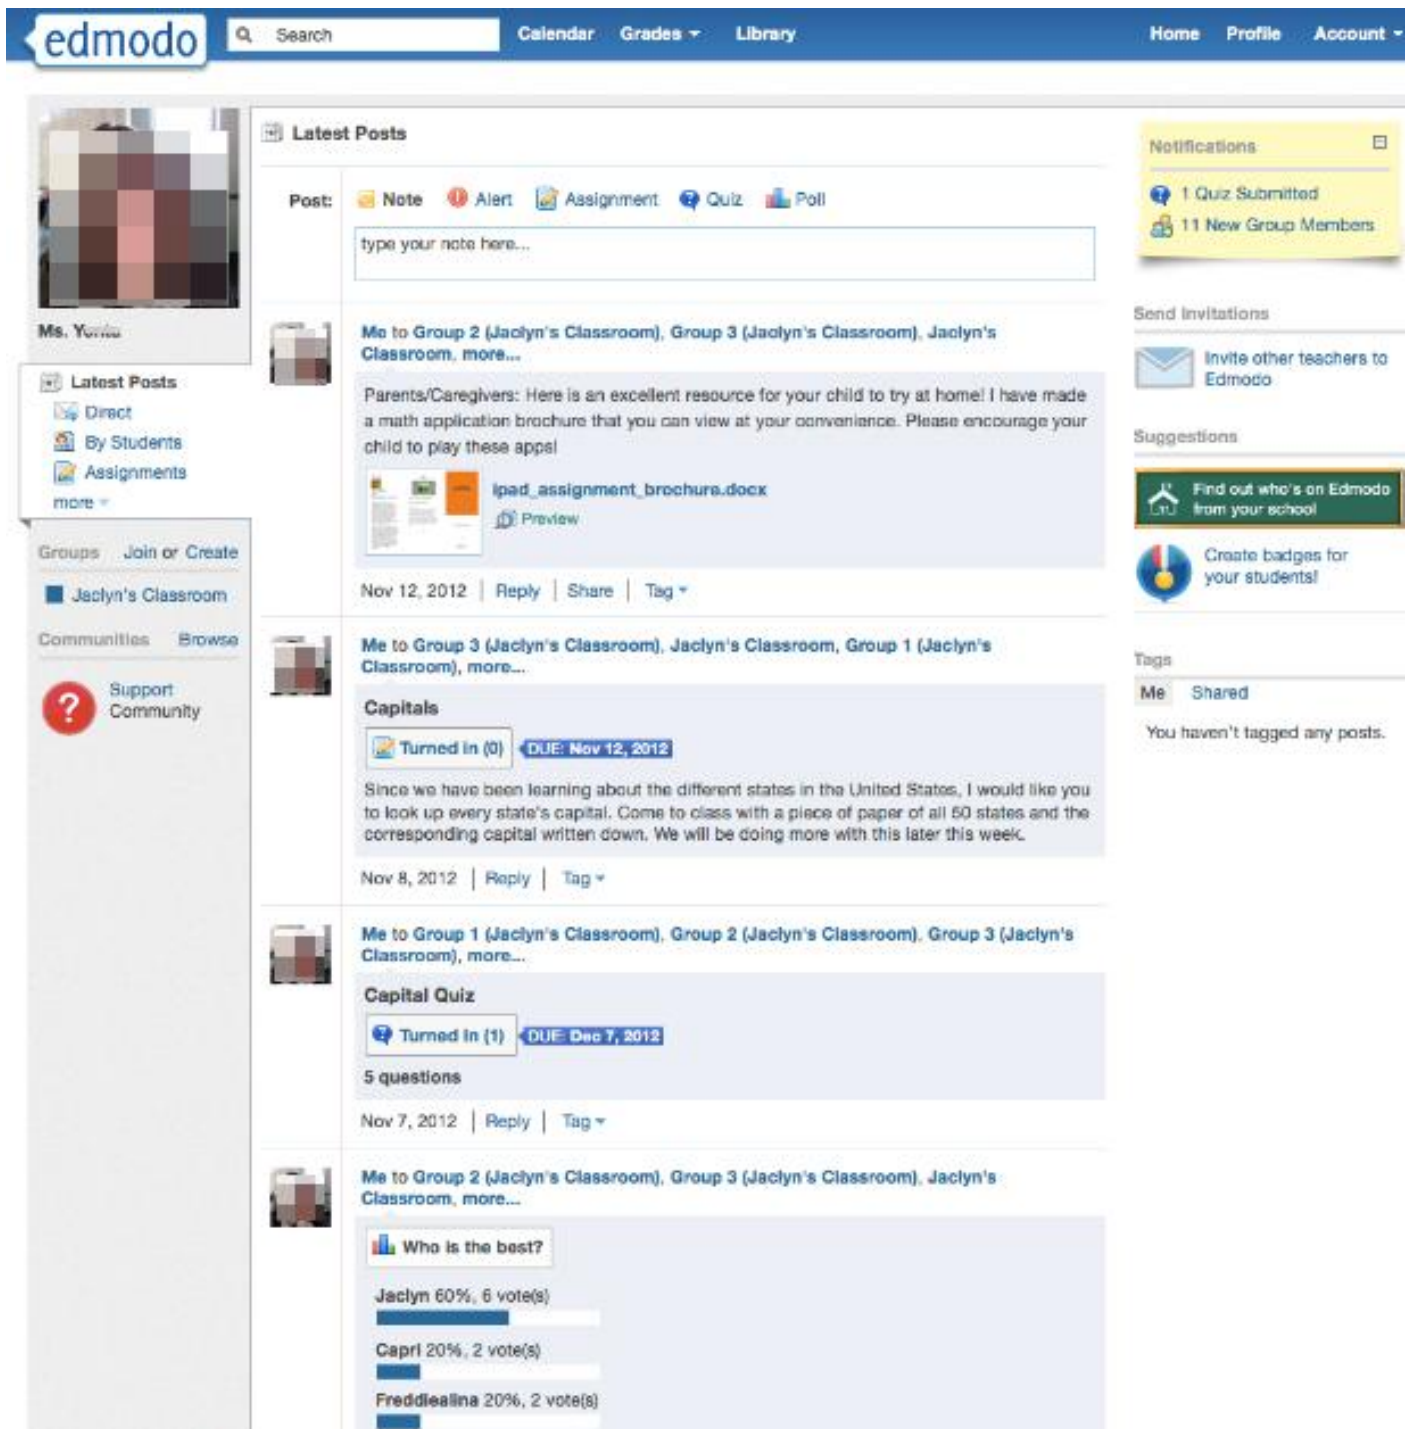 edmodo
Search
Calendar Grades Library
Home Profile Account
Ms.
Latest Posts
Direct
By Students
Assignments
more
Groups Join or Create
Jaclyn's Classroom
Communities Browse
Support
Community
Latest Posts
Post: Note Alert Assignment Quiz Poll
type your note here...
Me to Group 2 (Jaclyn's Classroom), Group 3 (Jaclyn's Classroom), Jaclyn's
Classroom, more...
Parents/Caregivers: Here is an excellent resource for your child to try at home! I have made
a math application brochure that you can view at your convenience. Please encourage your
child to play these apps!
ipad_assignment_brochure.docx
Preview
Nov 12, 2012 | Reply | Share | Tag
Me to Group 3 (Jaclyn's Classroom), Jaclyn's Classroom, Group 1 (Jaclyn's
Classroom), more...
Capitals
Turned in (0) DUE: Nov 12, 2012
Since we have been learning about the different states in the United States, I would like you
to look up every state's capital. Come to class with a piece of paper of all 50 states and the
corresponding capital written down. We will be doing more with this later this week.
Nov 8, 2012 | Reply | Tag
Me to Group 1 (Jaclyn's Classroom), Group 2 (Jaclyn's Classroom), Group 3 (Jaclyn's
Classroom), more...
Capital Quiz
Turned in (1) DUE: Dec 7, 2012
5 questions
Nov 7, 2012 | Reply | Tag
Me to Group 2 (Jaclyn's Classroom), Group 3 (Jaclyn's Classroom), Jaclyn's
Classroom, more...
Who is the best?
Jaclyn 60%, 6 vote(s)
Capri 20%, 2 vote(s)
Freddiealina 20%, 2 vote(s)
Notifications
1 Quiz Submitted
11 New Group Members
Send Invitations
Invite other teachers to
Edmodo
Suggestions
Find out who's on Edmodo
from your school
Create badges for
your students!
Tags
Me Shared
You haven't tagged any posts.